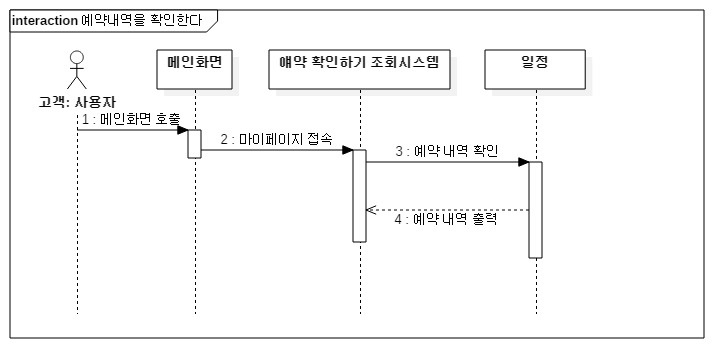 interaction 예약내역을 확인한다
메인화면
얘약 확인하기 조회시스템
일정
고객: 사용자
1 : 메인화면 호출
2 : 마이페이지 접속
3 : 예약 내역 확인
4 : 예약 내역 출력